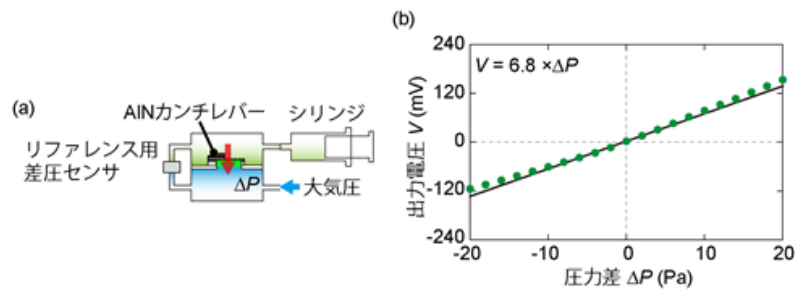 (a)
AlNカンチレバー
シリンジ
リファレンス用
差圧センサ
ΔP
大気圧
(b)
V = 6.8 ×ΔP
出力電圧 V (mV)
240
120
0
-120
-240
-20
-10
0
10
20
圧力差 ΔP (Pa)